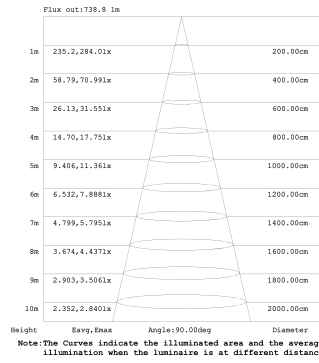 Flux out:738.8 lm
1m 235.2,284.0lx 200.00cm
2m 58.79,70.99lx 400.00cm
3m 26.13,31.55lx 600.00cm
4m 14.70,17.75lx 800.00cm
5m 9.406,11.36lx 1000.00cm
6m 6.532,7.888lx 1200.00cm
7m 4.799,5.795lx 1400.00cm
8m 3.674,4.437lx 1600.00cm
9m 2.903,3.506lx 1800.00cm
10m 2.352,2.840lx 2000.00cm
Height Eavg,Emax Angle:90.00deg Diameter
Note:The Curves indicate the illuminated area and the averag
illumination when the luminaire is at different distanc